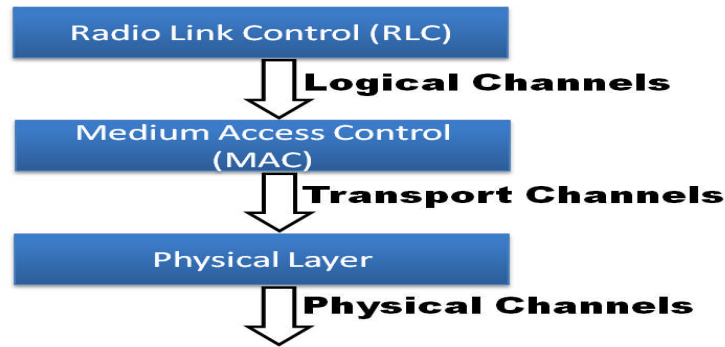 Radio Link Control (RLC)
Logical Channels
Medium Access Control
(MAC)
Transport Channels
Physical Layer
Physical Channels